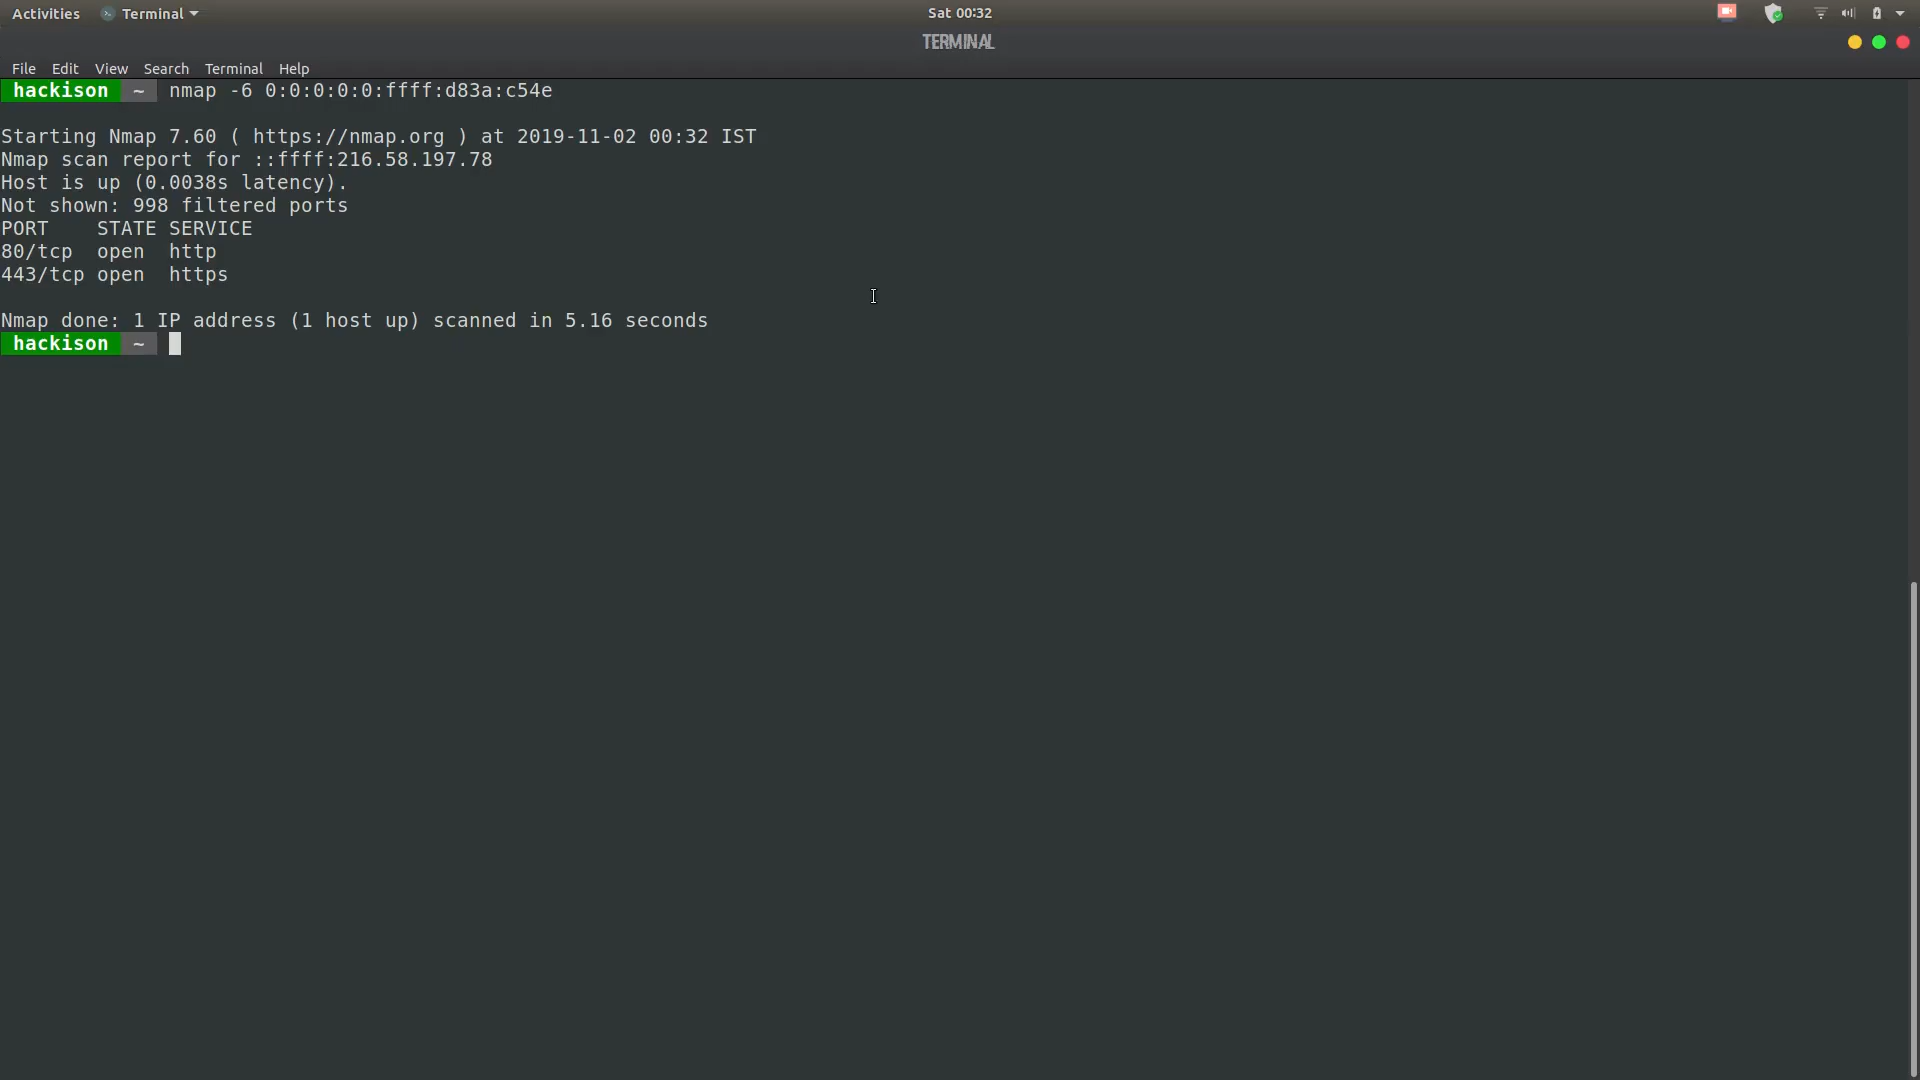 Activities Terminal Sat 00:32
TERMINAL
File Edit View Search Terminal Help
hackison ~ nmap -6 0:0:0:0:0:ffff:d83a:c54e
Starting Nmap 7.60 ( https://nmap.org ) at 2019-11-02 00:32 IST
Nmap scan report for ::ffff:216.58.197.78
Host is up (0.0038s latency).
Not shown: 998 filtered ports
PORT    STATE SERVICE
80/tcp  open  http
443/tcp open  https
Nmap done: 1 IP address (1 host up) scanned in 5.16 seconds
hackison ~